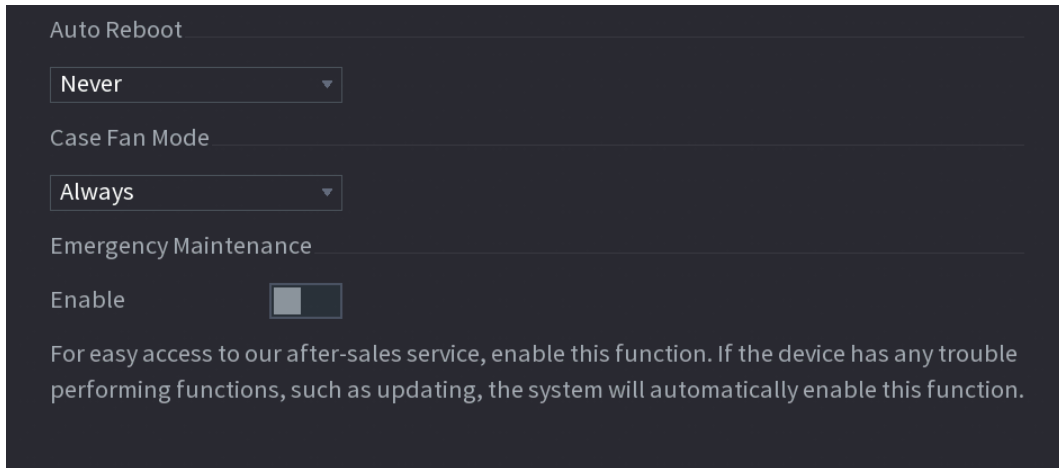 Auto Reboot
Never
Case Fan Mode
Always
Emergency Maintenance
Enable
For easy access to our after-sales service, enable this function. If the device has any trouble
performing functions, such as updating, the system will automatically enable this function.